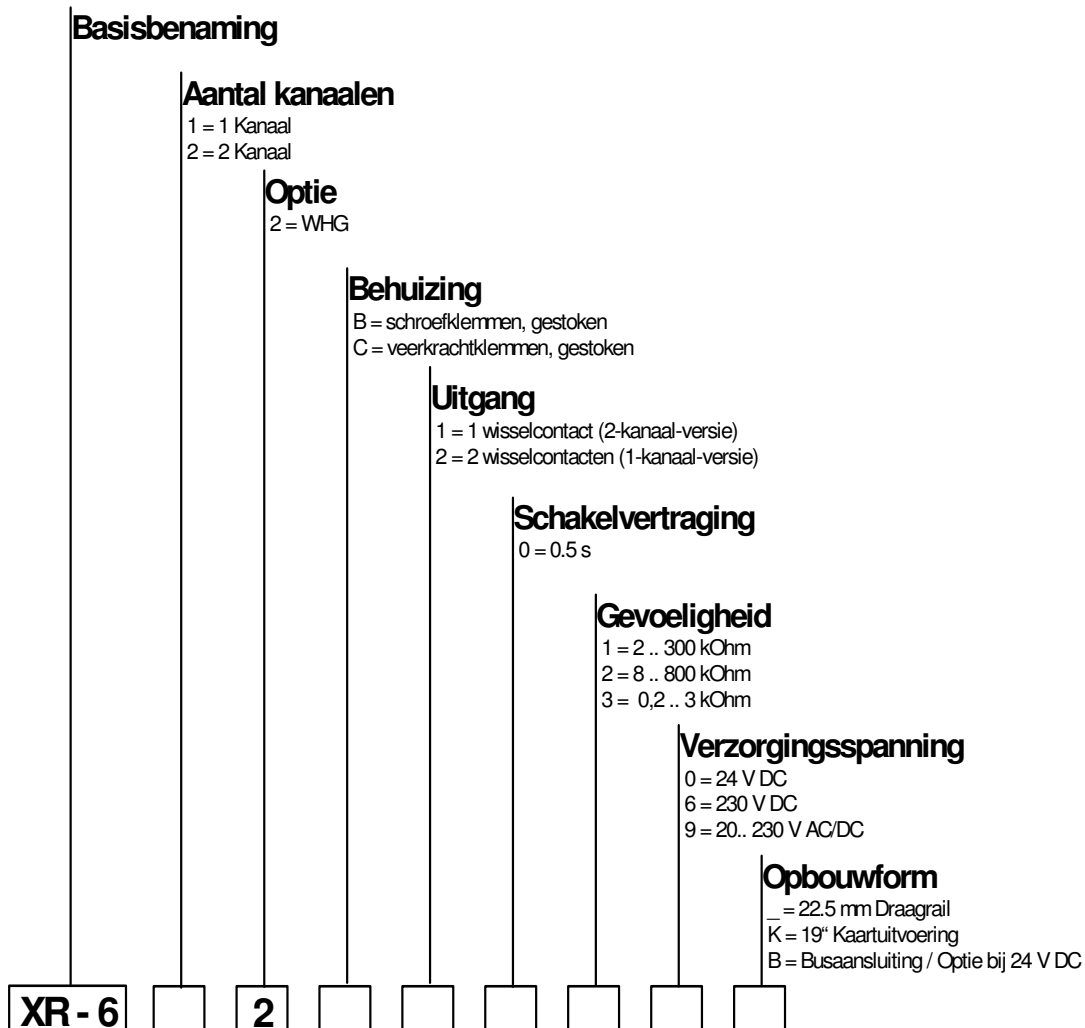 Basisbenaming
Aantal kanaalen
1 = 1 Kanaal
2 = 2 Kanaal
Optie
2 = WHG
Behuizing
B = schroefklemmen, gestoken
C = veerkrachtklemmen, gestoken
Uitgang
1 = 1 wisselcontact (2-kanaal-versie)
2 = 2 wisselcontacten (1-kanaal-versie)
Schakelvertraging
0 = 0.5 s
Gevoeligheid
1 = 2 .. 300 kOhm
2 = 8 .. 800 kOhm
3 = 0,2 .. 3 kOhm
Verzorgingsspanning
0 = 24 V DC
6 = 230 V DC
9 = 20.. 230 V AC/DC
Opbouwform
_ = 22.5 mm Draagrail
K = 19“ Kaartuitvoering
B = Busaansluiting / Optie bij 24 V DC
XR - 6 2